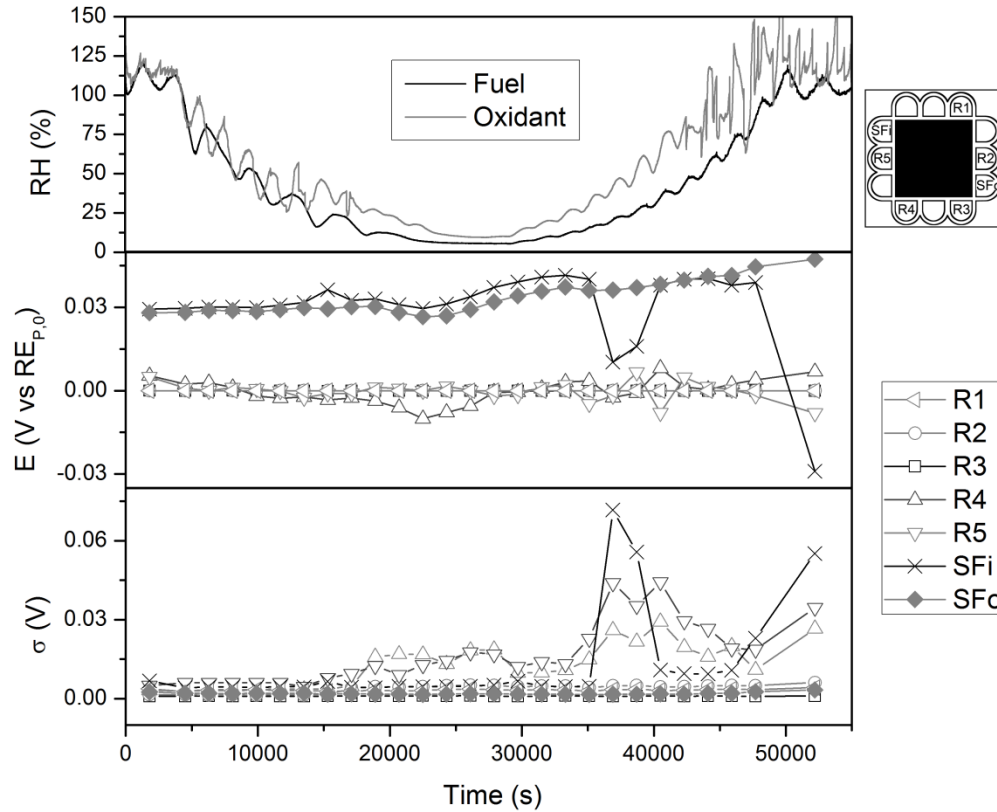 150
125
100
75
50
25
0
RH (%)
Fuel
Oxidant
R1
SFi
R5
R2
SFo
R4
R3
0.03
0.00
-0.03
E (V vs RE P,0)
0.06
0.03
0.00
σ (V)
0
10000
20000
30000
40000
50000
Time (s)
R1
R2
R3
R4
R5
SFi
SFo